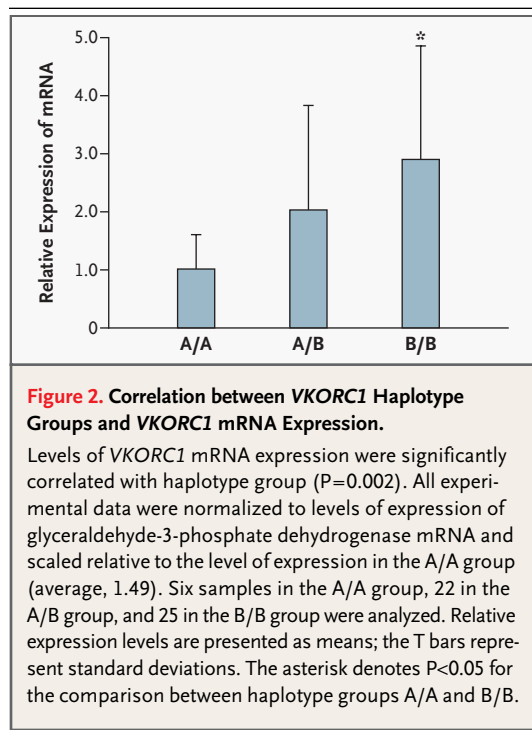 5.0
4.0
3.0
2.0
1.0
0
Relative Expression of mRNA
*
A/A
A/B
B/B
Figure 2. Correlation between VKORC1 Haplotype
Groups and VKORC1 mRNA Expression.
Levels of VKORC1 mRNA expression were significantly
correlated with haplotype group (P=0.002). All experi-
mental data were normalized to levels of expression of
glyceraldehyde-3-phosphate dehydrogenase mRNA and
scaled relative to the level of expression in the A/A group
(average, 1.49). Six samples in the A/A group, 22 in the
A/B group, and 25 in the B/B group were analyzed. Relative
expression levels are presented as means; the T bars repre-
sent standard deviations. The asterisk denotes P<0.05 for
the comparison between haplotype groups A/A and B/B.